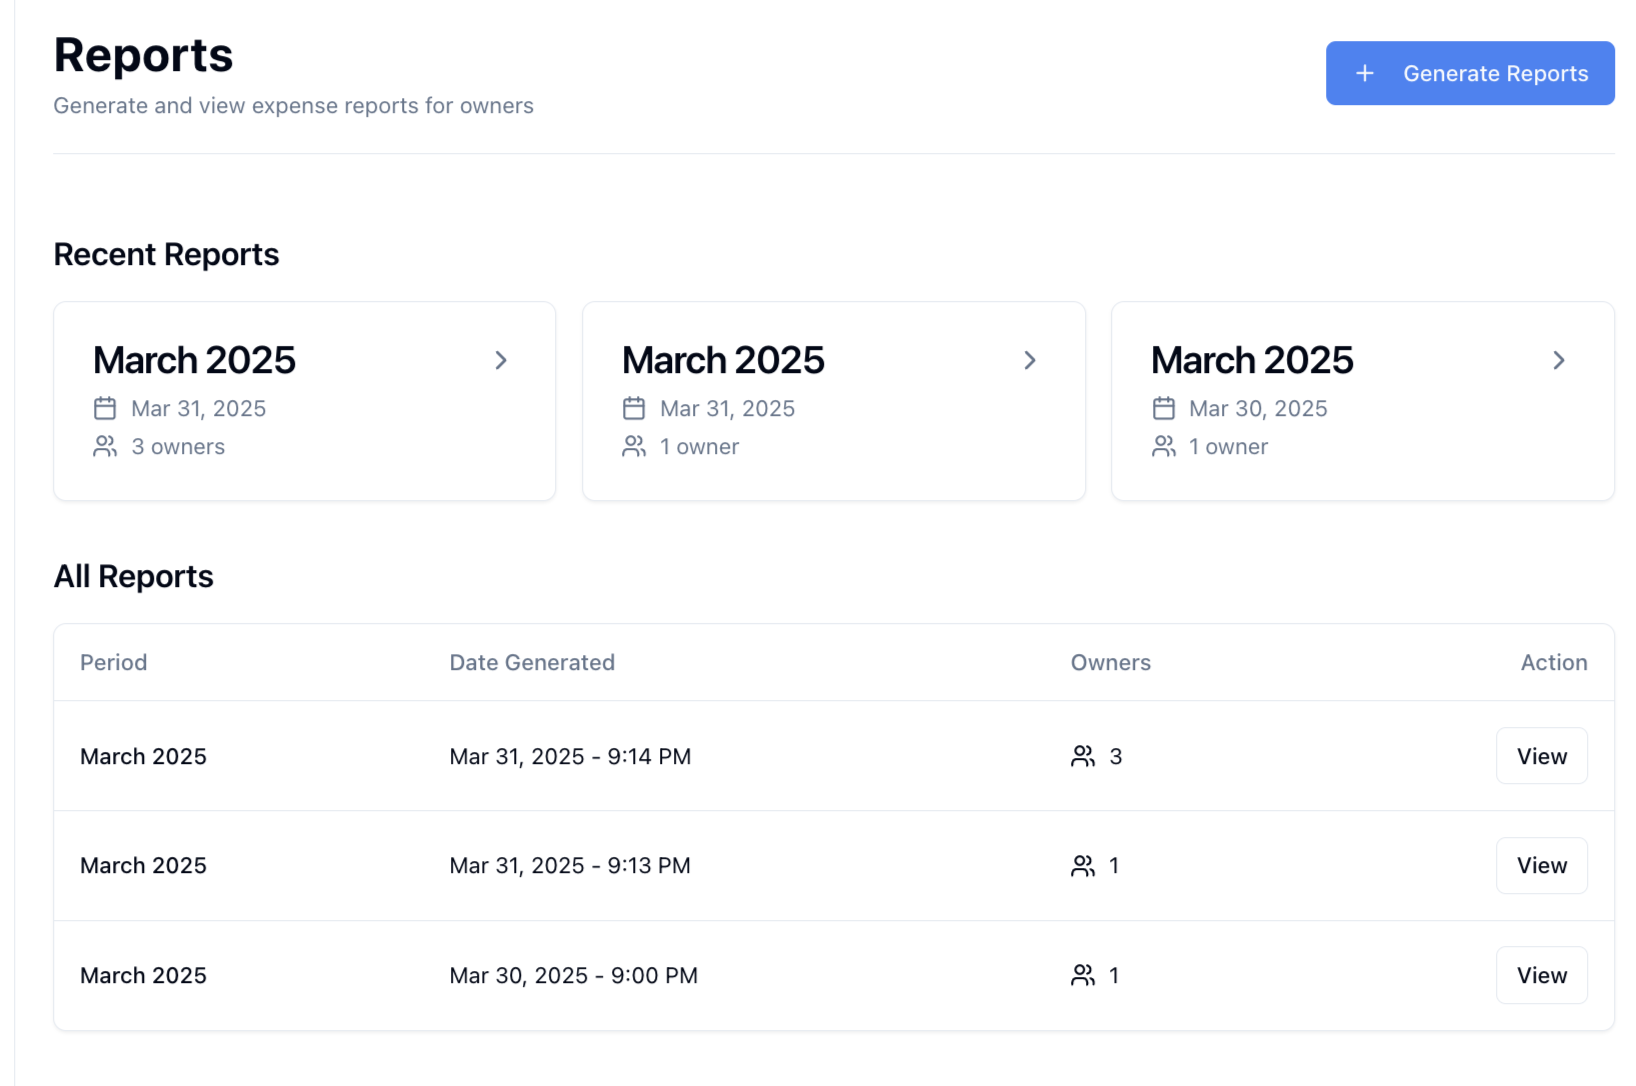 Reports
Generate and view expense reports for owners
Generate Reports
Recent Reports
March 2025
Mar 31, 2025
3 owners
March 2025
Mar 31, 2025
1 owner
March 2025
Mar 30, 2025
1 owner
All Reports
Period Date Generated Owners Action
March 2025 Mar 31, 2025 - 9:14 PM 3 View
March 2025 Mar 31, 2025 - 9:13 PM 1 View
March 2025 Mar 30, 2025 - 9:00 PM 1 View